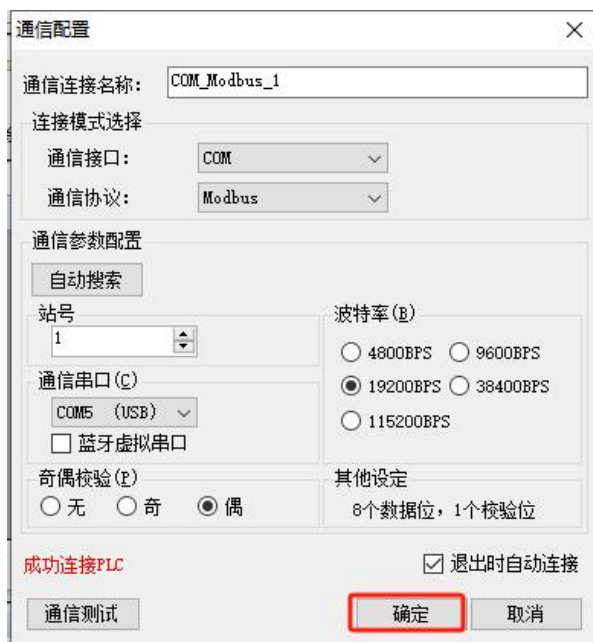 通信配置
通信连接名称: COM_Modbus_1
连接模式选择
通信接口: COM
通信协议: Modbus
通信参数配置
自动搜索
站号
1
通信串口(C)
COM5 (USB)
蓝牙虚拟串口
奇偶校验(P)
无 奇 偶
波特率(B)
4800BPS 9600BPS
19200BPS 38400BPS
115200BPS
其他设定
8个数据位，1个校验位
成功连接PLC
退出时自动连接
通信测试 确定 取消